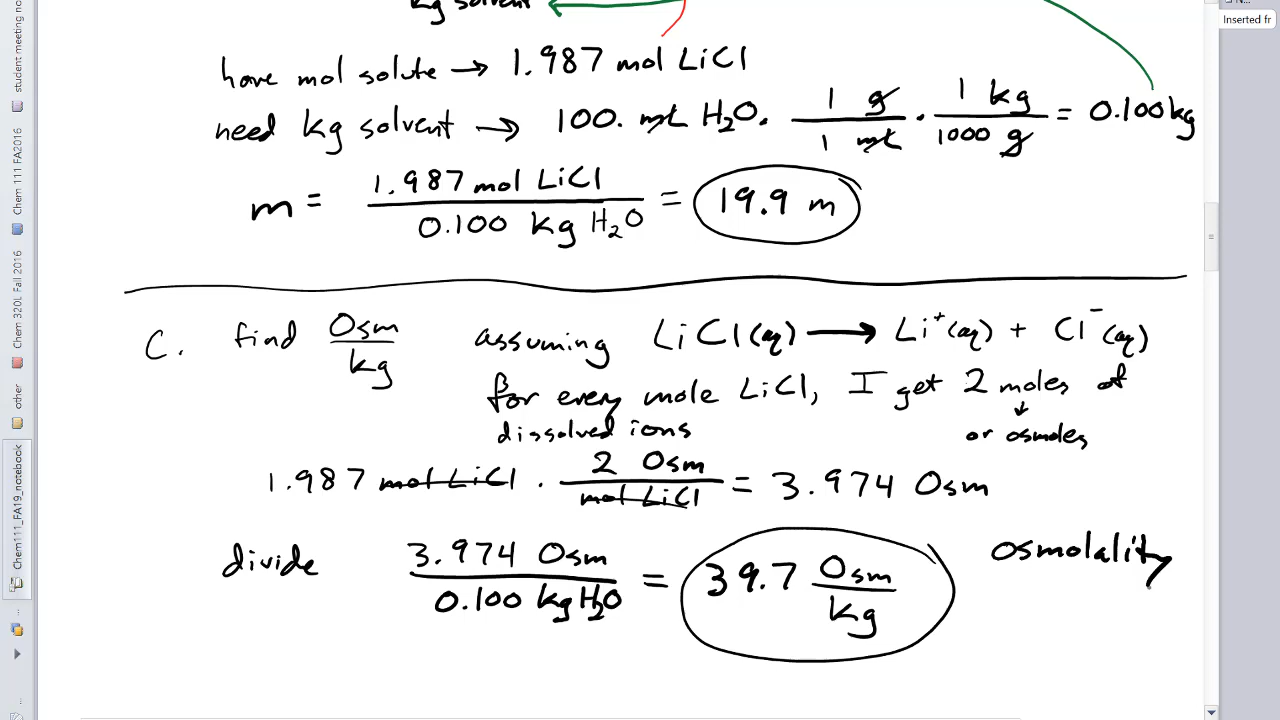 kg solvent
have mol solute → 1.987 mol LiCl
need kg solvent → 100. mL H₂O · 1 g / 1 mL · 1 kg / 1000 g = 0.100 kg
m = 1.987 mol LiCl / 0.100 kg H₂O = 19.9 m
C. find Osm / kg assuming LiCl(aq) → Li⁺(aq) + Cl⁻(aq)
for every mole LiCl, I get 2 moles of
dissolved ions or osmoles
1.987 mol LiCl · 2 Osm / mol LiCl = 3.974 Osm
divide 3.974 Osm / 0.100 kg H₂O = 39.7 Osm / kg osmolality
student meeting no
Chem 111 FA2016
Chem 320L Fall 2016
other
Chem111_FA19_notebook
Inserted fr